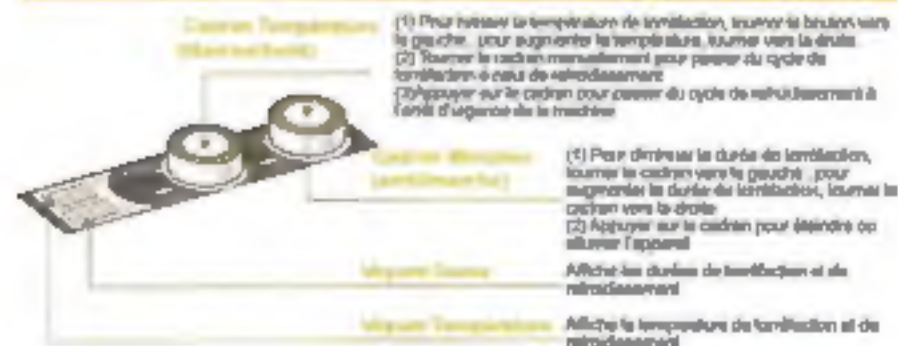 Cadran Température
(1) Pour baisser la température de torréfaction, tourner le bouton vers
la gauche, pour augmenter la température, tourner vers la droite
(2) Tourner le cadran manuellement pour passer du cycle de
torréfaction à celui de refroidissement
(3) Appuyer sur le cadran pour passer du cycle de refroidissement à
l'arrêt d'urgence de la machine
Cadran Minuteur
(arrêt/marche)
(1) Pour diminuer la durée de torréfaction,
tourner le cadran vers la gauche, pour
augmenter la durée de torréfaction, tourner le
cadran vers la droite
(2) Appuyer sur le cadran pour éteindre ou
allumer l'appareil
Voyant Durée
Affiche les durées de torréfaction et de
refroidissement
Voyant Température
Affiche la température de torréfaction et de
refroidissement